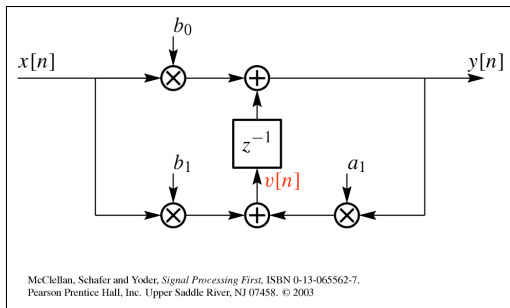 b₀
x[n]
y[n]
z⁻¹
b₁
v[n]
a₁
McClellan, Schafer and Yoder, Signal Processing First, ISBN 0-13-065562-7.
Pearson Prentice Hall, Inc. Upper Saddle River, NJ 07458. © 2003